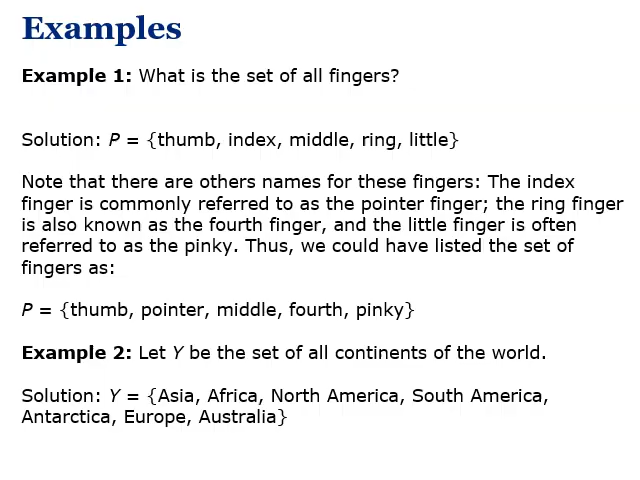 Examples
Example 1: What is the set of all fingers?
Solution: P = {thumb, index, middle, ring, little}
Note that there are others names for these fingers: The index
finger is commonly referred to as the pointer finger; the ring finger
is also known as the fourth finger, and the little finger is often
referred to as the pinky. Thus, we could have listed the set of
fingers as:
P = {thumb, pointer, middle, fourth, pinky}
Example 2: Let Y be the set of all continents of the world.
Solution: Y = {Asia, Africa, North America, South America,
Antarctica, Europe, Australia}